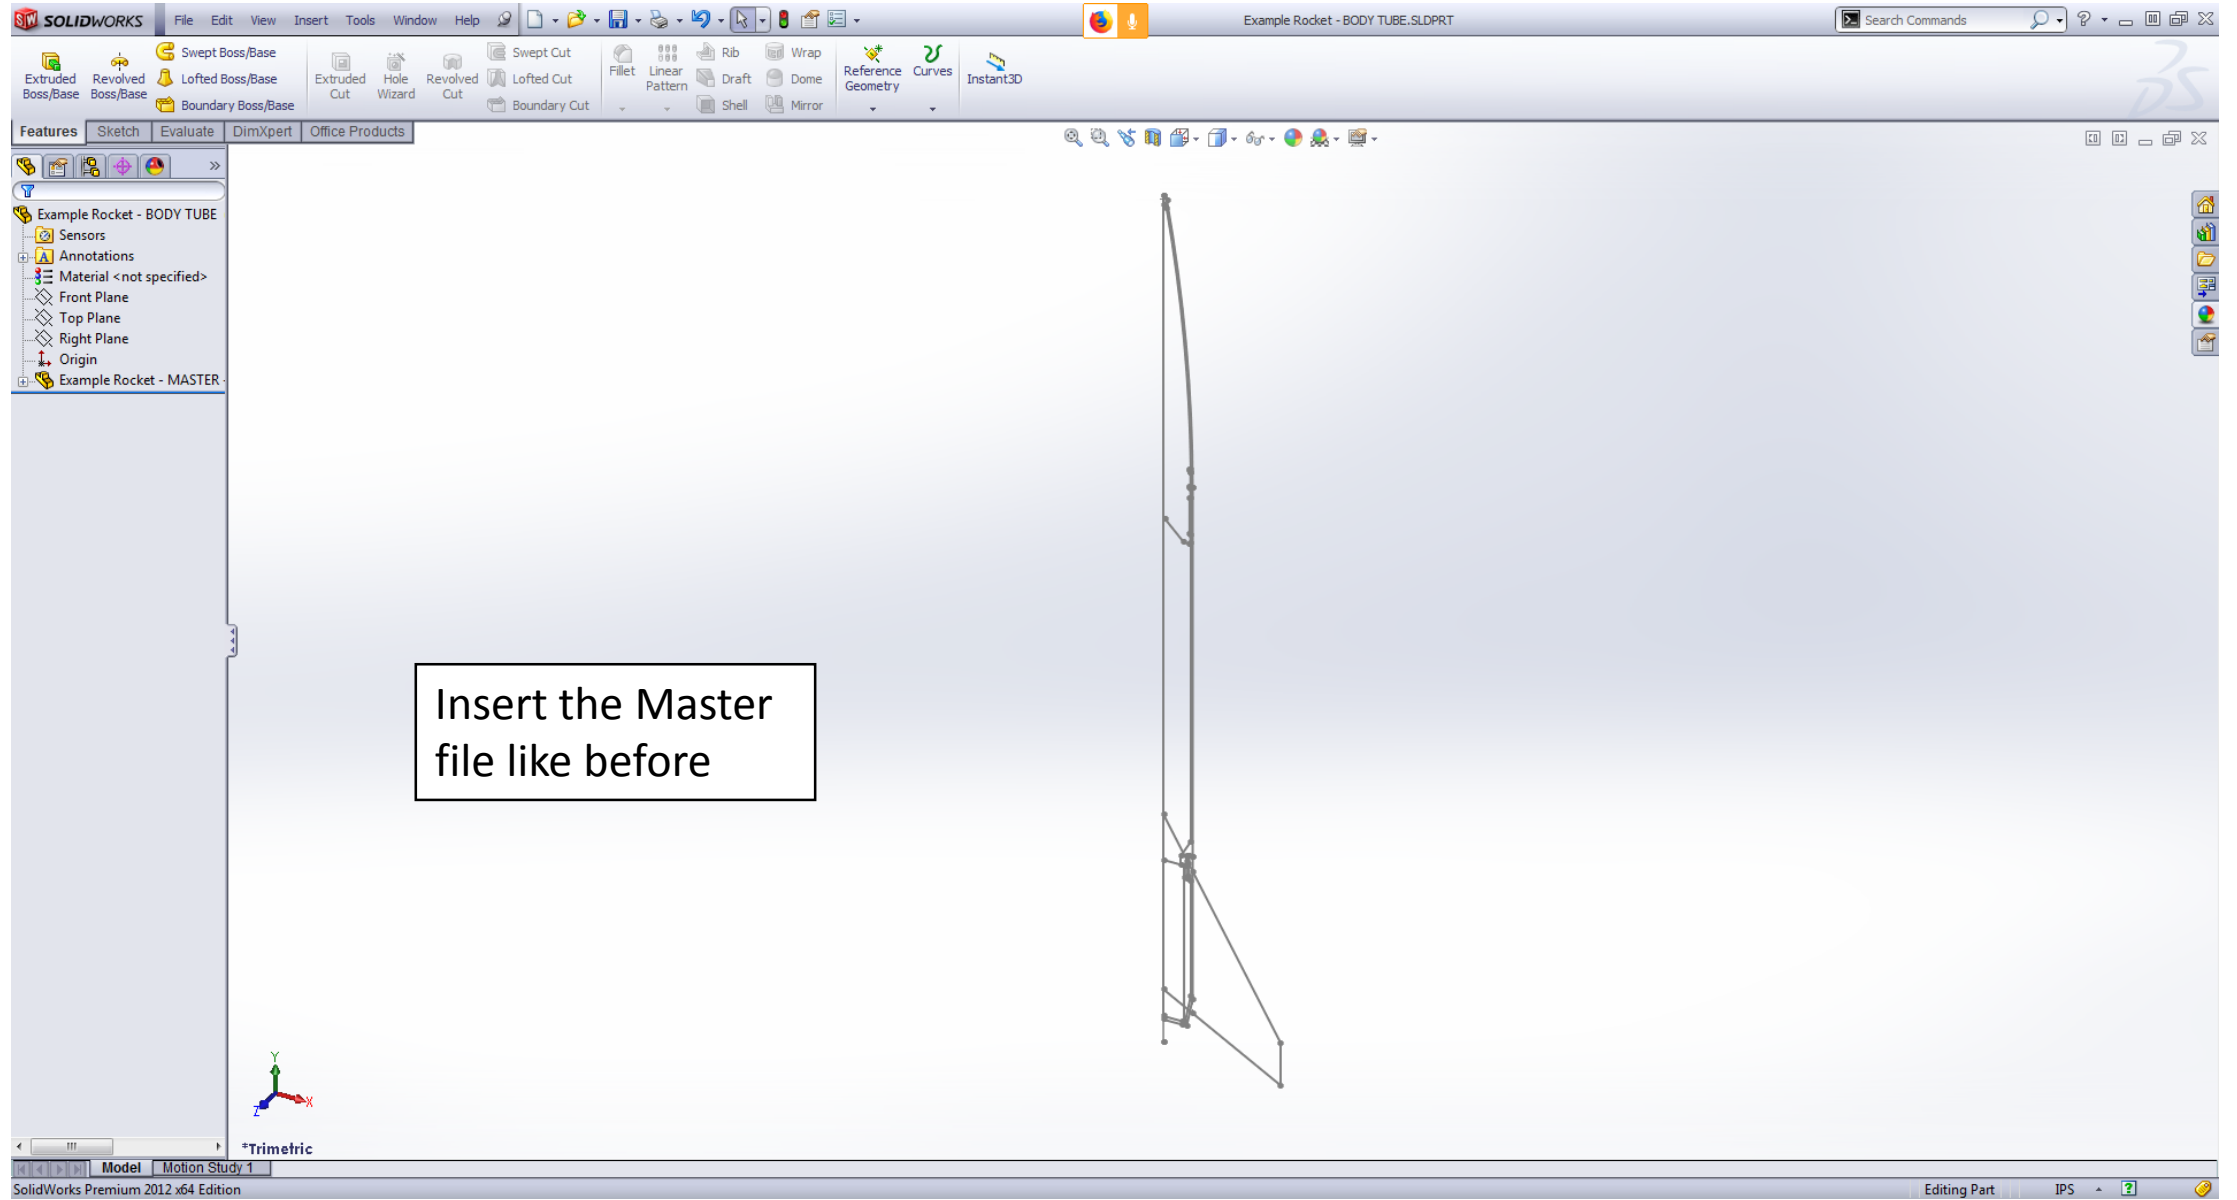 SOLIDWORKS File Edit View Insert Tools Window Help Example Rocket - BODY TUBE.SLDPRT Search Commands
Extruded Boss/Base
Revolved Boss/Base
Swept Boss/Base
Lofted Boss/Base
Boundary Boss/Base
Extruded Cut
Hole Wizard
Revolved Cut
Swept Cut
Lofted Cut
Boundary Cut
Fillet
Linear Pattern
Rib
Draft
Shell
Wrap
Dome
Mirror
Reference Geometry
Curves
Instant3D
Features Sketch Evaluate DimXpert Office Products
Example Rocket - BODY TUBE
Sensors
Annotations
Material <not specified>
Front Plane
Top Plane
Right Plane
Origin
Example Rocket - MASTER -
Insert the Master
file like before
Y
X
Z
*Trimetric
Model Motion Study 1
SolidWorks Premium 2012 x64 Edition Editing Part IPS